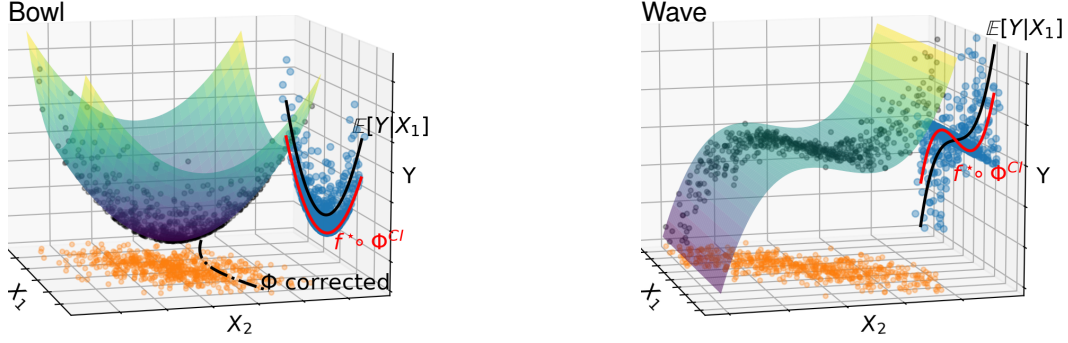 Bowl
𝔼[Y|X₁]
Y
f*∘ Φ^{CI}
Φ corrected
X₁
X₂
Wave
𝔼[Y|X₁]
Y
f*∘ Φ^{CI}
X₁
X₂